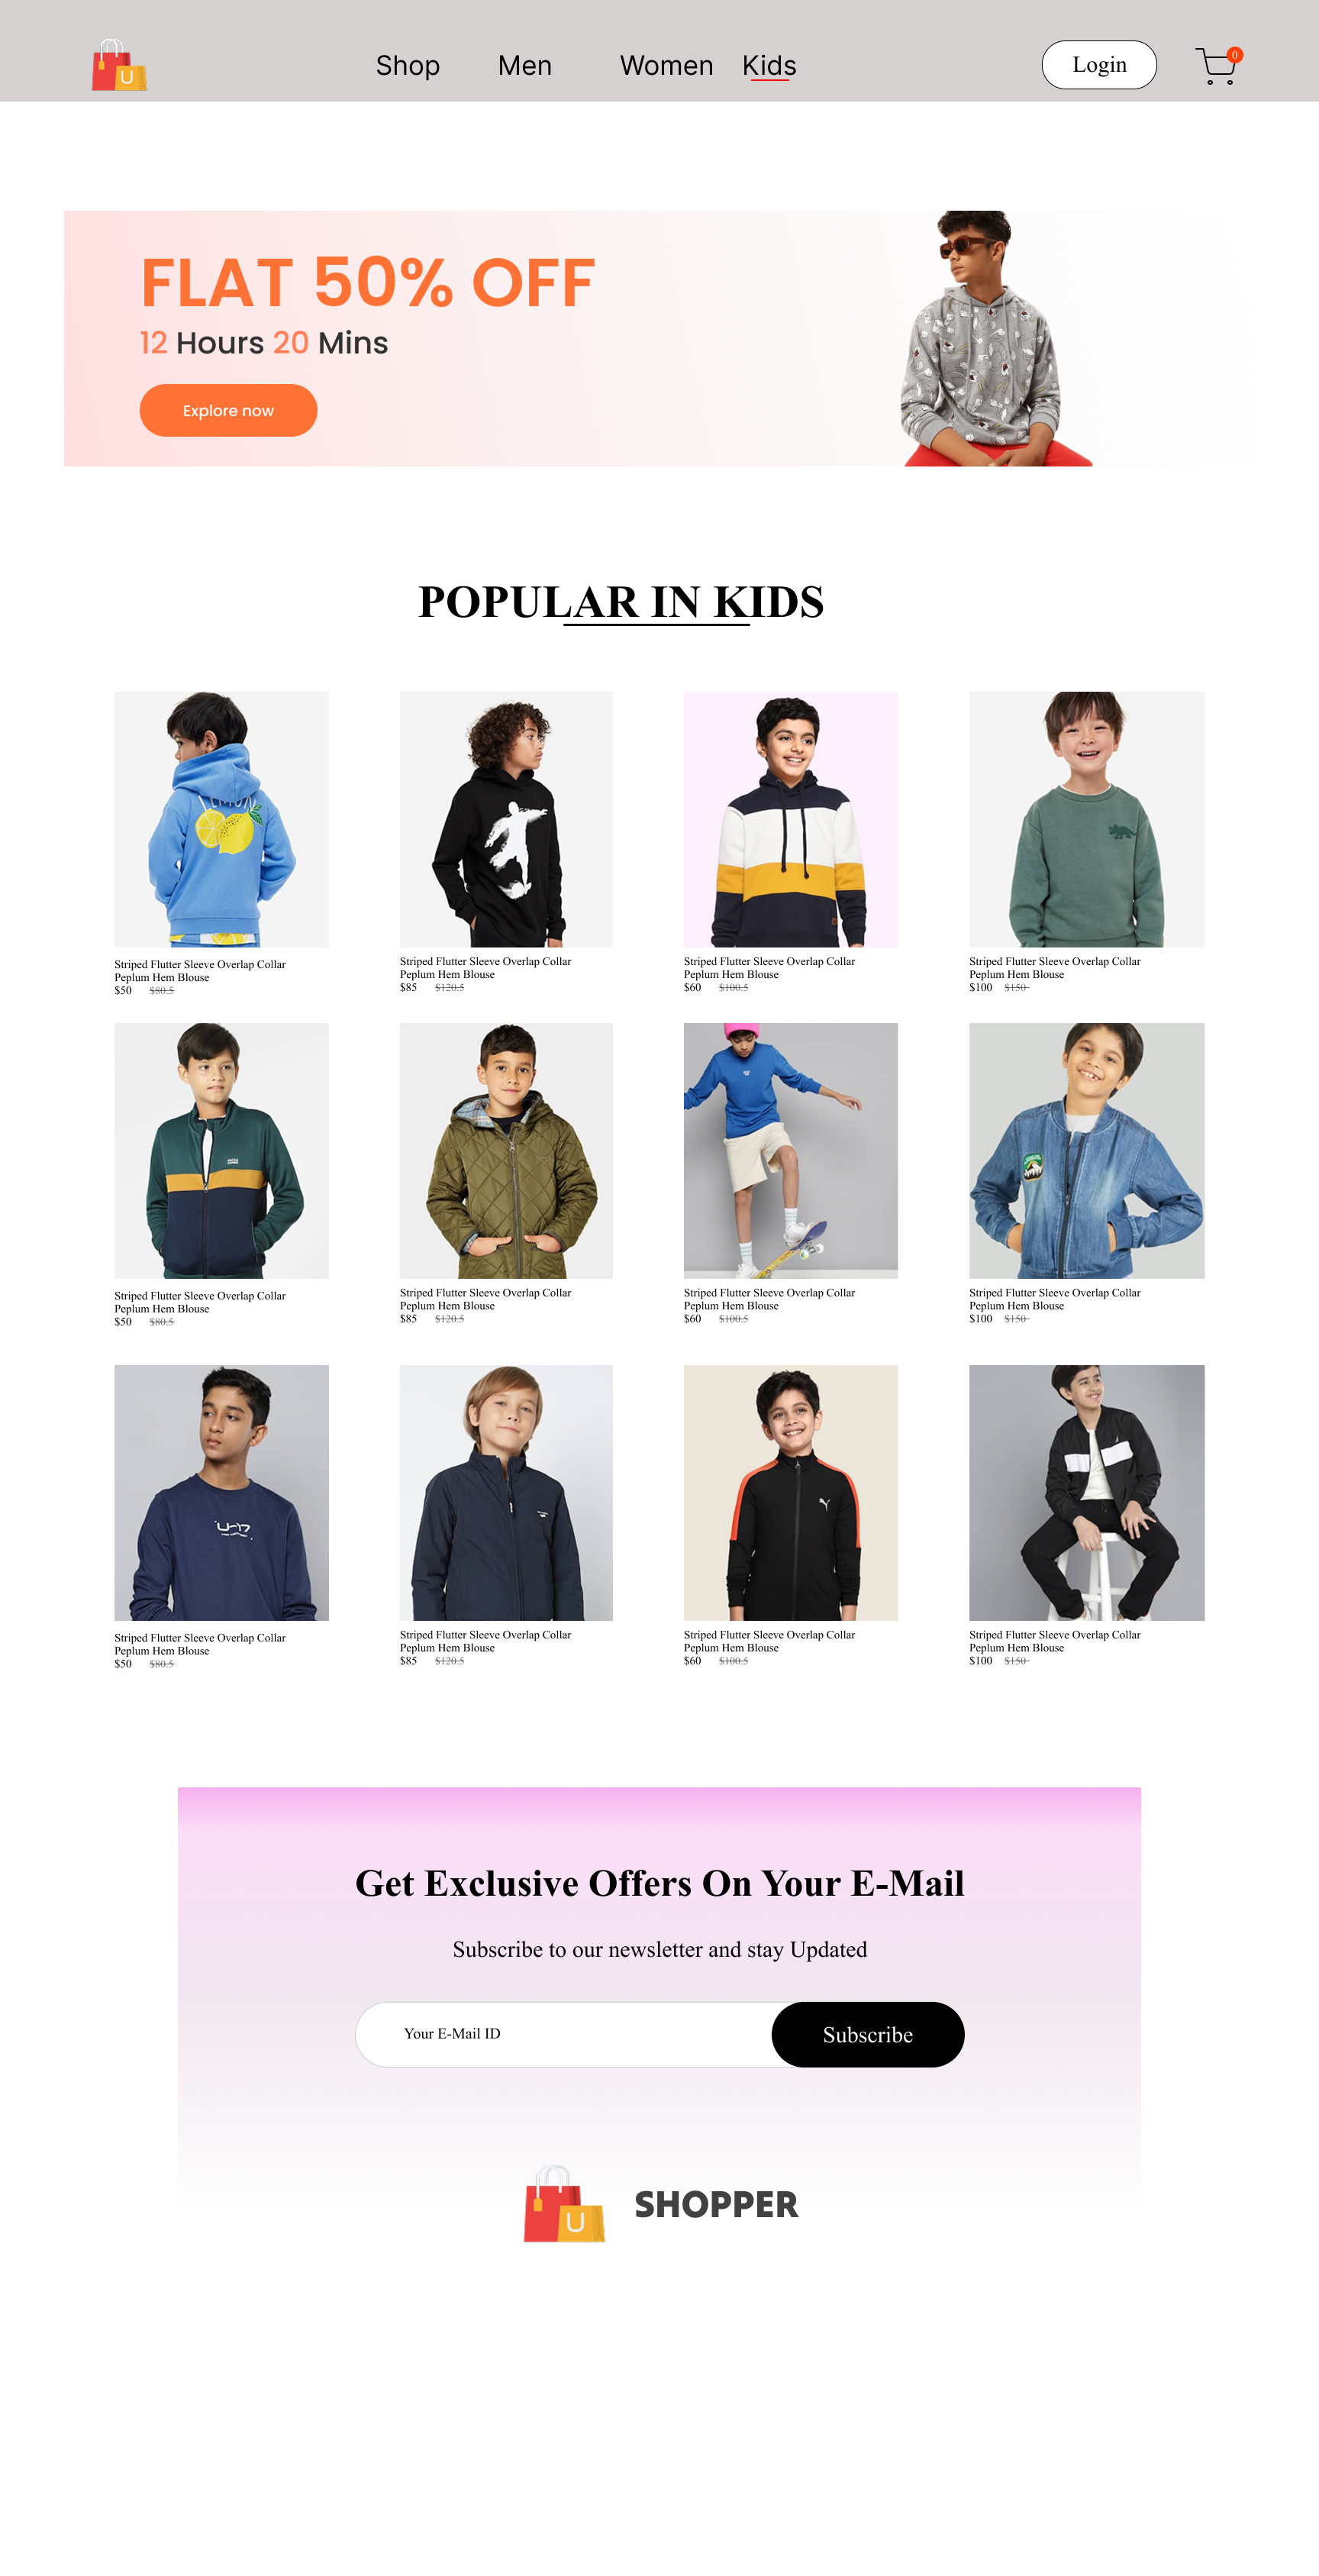 U
Shop Men Women Kids
Login
0
FLAT 50% OFF
12 Hours 20 Mins
Explore now
POPULAR IN KIDS
Striped Flutter Sleeve Overlap Collar
Peplum Hem Blouse
$50 $80.5
Striped Flutter Sleeve Overlap Collar
Peplum Hem Blouse
$85 $120.5
Striped Flutter Sleeve Overlap Collar
Peplum Hem Blouse
$60 $100.5
Striped Flutter Sleeve Overlap Collar
Peplum Hem Blouse
$100 $150
Striped Flutter Sleeve Overlap Collar
Peplum Hem Blouse
$50 $80.5
Striped Flutter Sleeve Overlap Collar
Peplum Hem Blouse
$85 $120.5
Striped Flutter Sleeve Overlap Collar
Peplum Hem Blouse
$60 $100.5
Striped Flutter Sleeve Overlap Collar
Peplum Hem Blouse
$100 $150
Striped Flutter Sleeve Overlap Collar
Peplum Hem Blouse
$50 $80.5
Striped Flutter Sleeve Overlap Collar
Peplum Hem Blouse
$85 $120.5
Striped Flutter Sleeve Overlap Collar
Peplum Hem Blouse
$60 $100.5
Striped Flutter Sleeve Overlap Collar
Peplum Hem Blouse
$100 $150
Get Exclusive Offers On Your E-Mail
Subscribe to our newsletter and stay Updated
Your E-Mail ID
Subscribe
U
SHOPPER